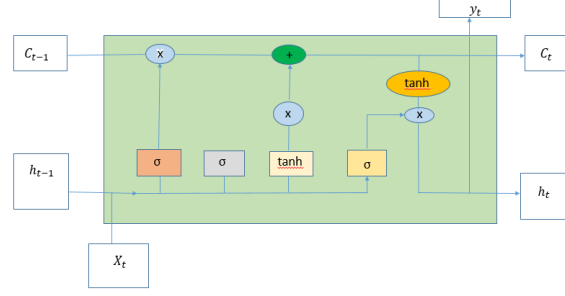 y_t
C_{t-1}
x
+
C_t
tanh
x
x
h_{t-1}
σ
σ
tanh
σ
h_t
X_t